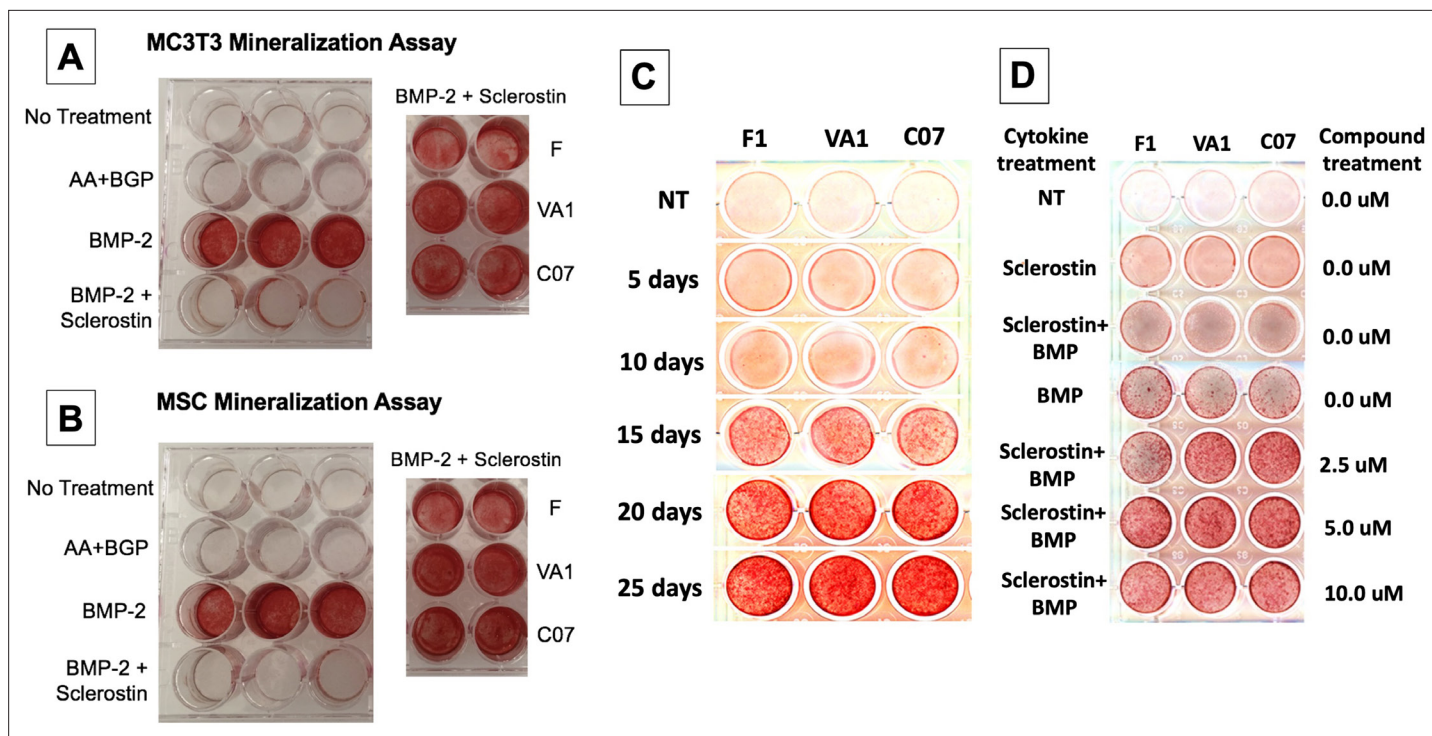 A
MC3T3 Mineralization Assay
No Treatment
AA+BGP
BMP-2
BMP-2 +
Sclerostin
BMP-2 + Sclerostin
F
VA1
C07
B
MSC Mineralization Assay
No Treatment
AA+BGP
BMP-2
BMP-2 +
Sclerostin
BMP-2 + Sclerostin
F
VA1
C07
C
F1 VA1 C07
NT
5 days
10 days
15 days
20 days
25 days
D
Cytokine
treatment
F1 VA1 C07
Compound
treatment
NT
0.0 uM
Sclerostin
0.0 uM
Sclerostin+
BMP
0.0 uM
BMP
0.0 uM
Sclerostin+
BMP
2.5 uM
Sclerostin+
BMP
5.0 uM
Sclerostin+
BMP
10.0 uM